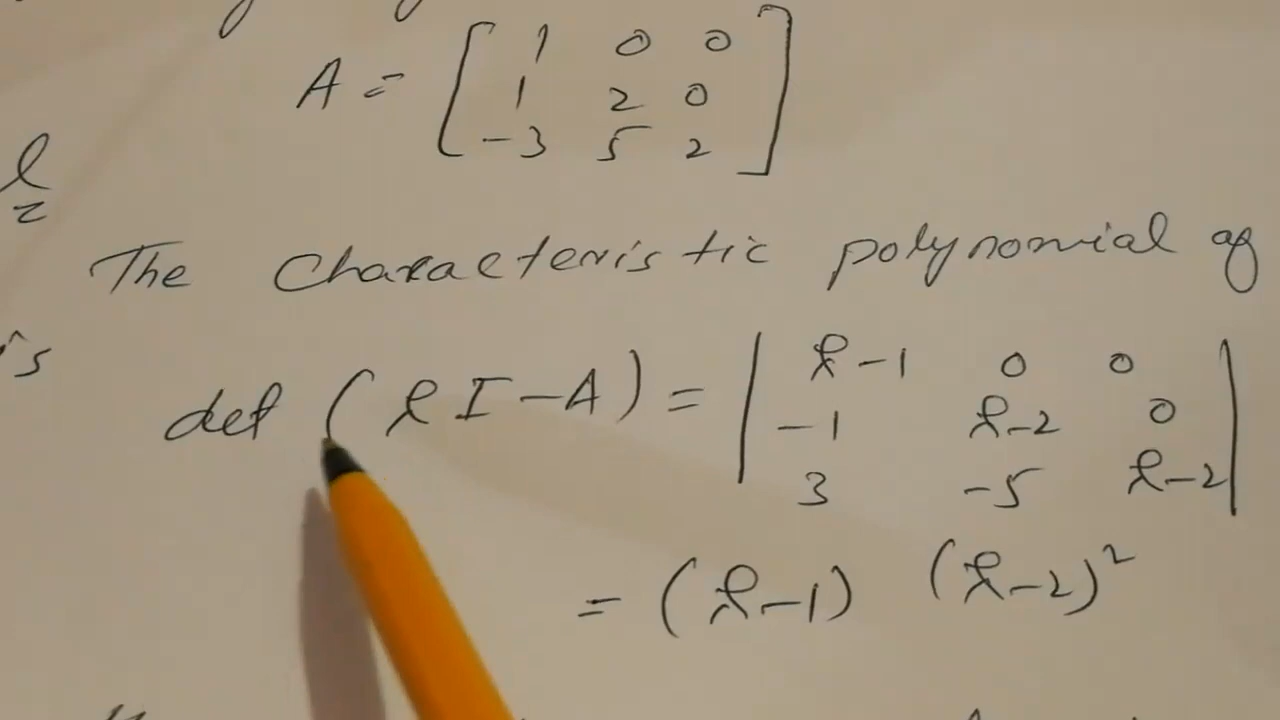 A = [ 1 0 0
1 2 0
-3 5 2 ]
The Characteristic polynomial of
is
det (λI - A) = | λ-1 0 0
-1 λ-2 0
3 -5 λ-2 |
= (λ-1) (λ-2)²